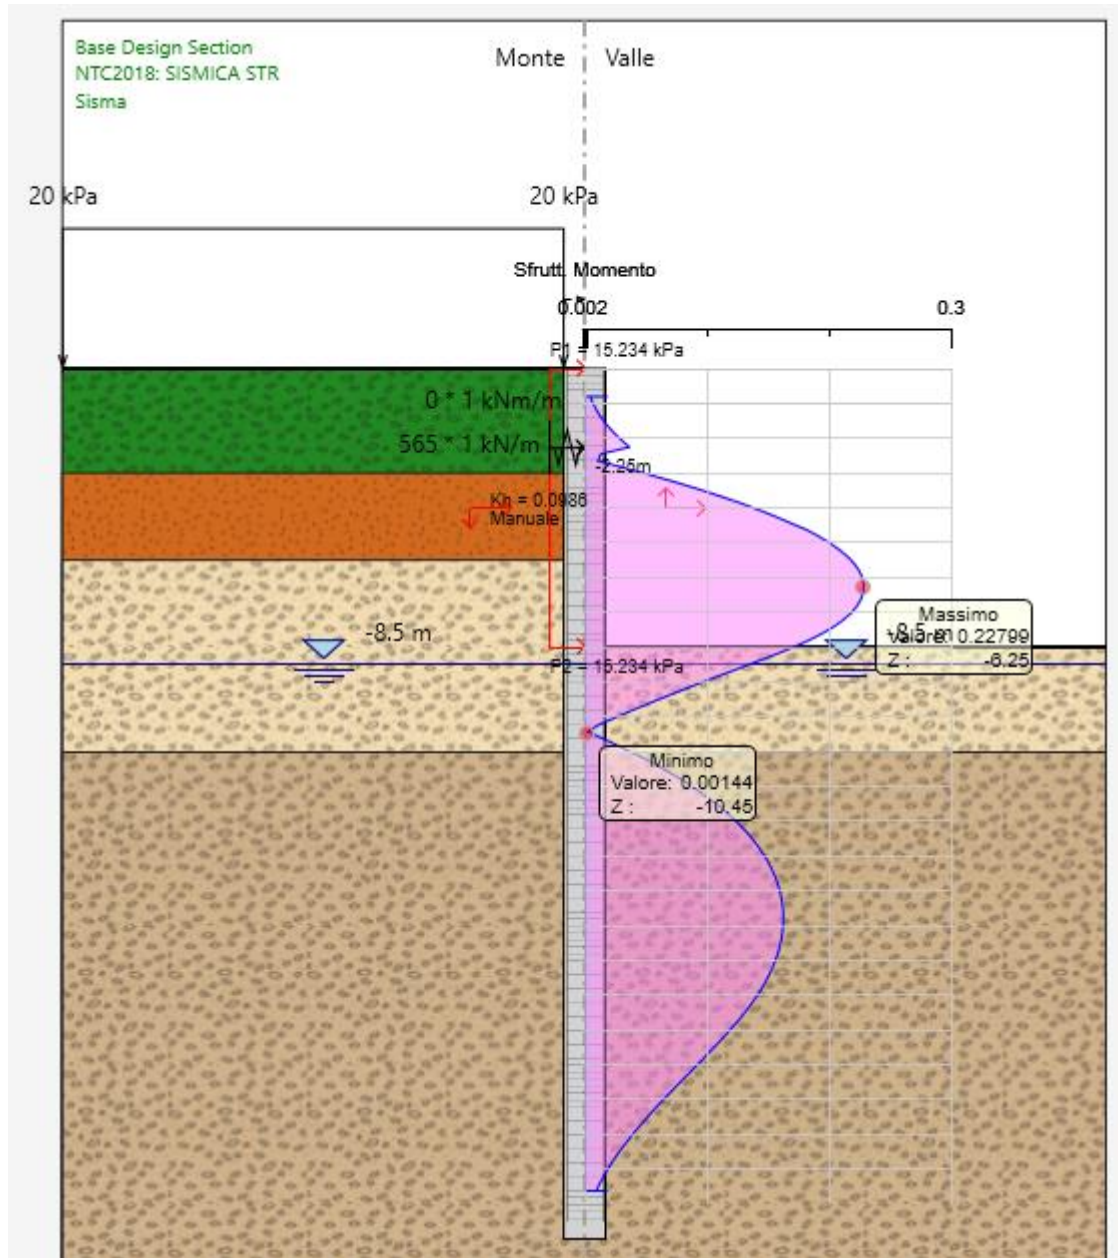 Base Design Section
NTC2018: SISMICA STR
Sisma
Monte
Valle
20 kPa
20 kPa
Sfrutt. Momento
0.002
0.3
P1 = 15.234 kPa
0 * 1 kNm/m
565 * 1 kN/m
-2.25m
Kh = 0.0986
Manuale
-8.5 m
-8.5 m
Massimo
Valore: 0.22799
Z : -6.25
P2 = 15.234 kPa
Minimo
Valore: 0.00144
Z : -10.45